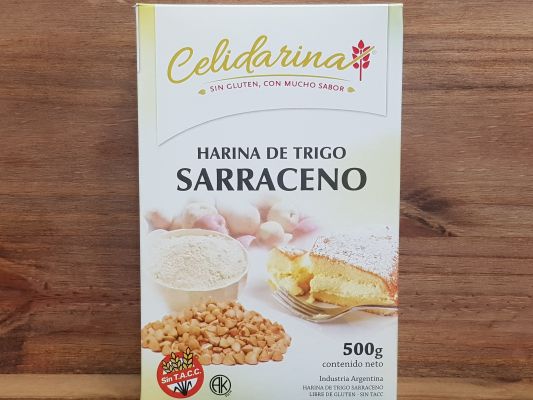 Celidarina
SIN GLUTEN, CON MUCHO SABOR
HARINA DE TRIGO
SARRACENO
500g
contenido neto
Industria Argentina
HARINA DE TRIGO SARRACENO
LIBRE DE GLUTEN - SIN TACC
Sin T.A.C.C.
AK